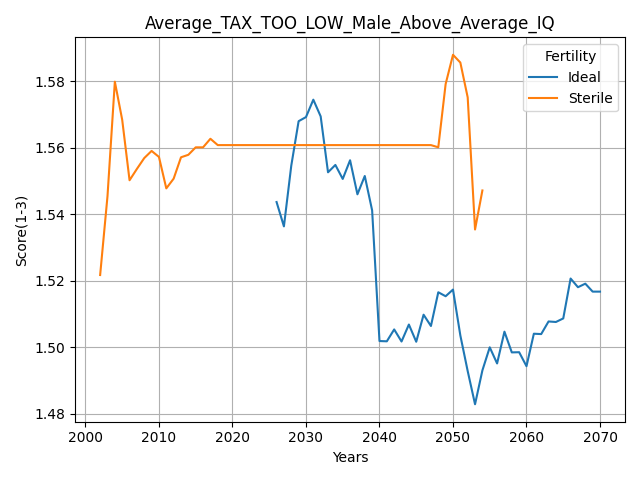 Average_TAX_TOO_LOW_Male_Above_Average_IQ
Fertility
Ideal
Sterile
Score(1-3)
1.58
1.56
1.54
1.52
1.50
1.48
2000 2010 2020 2030 2040 2050 2060 2070
Years